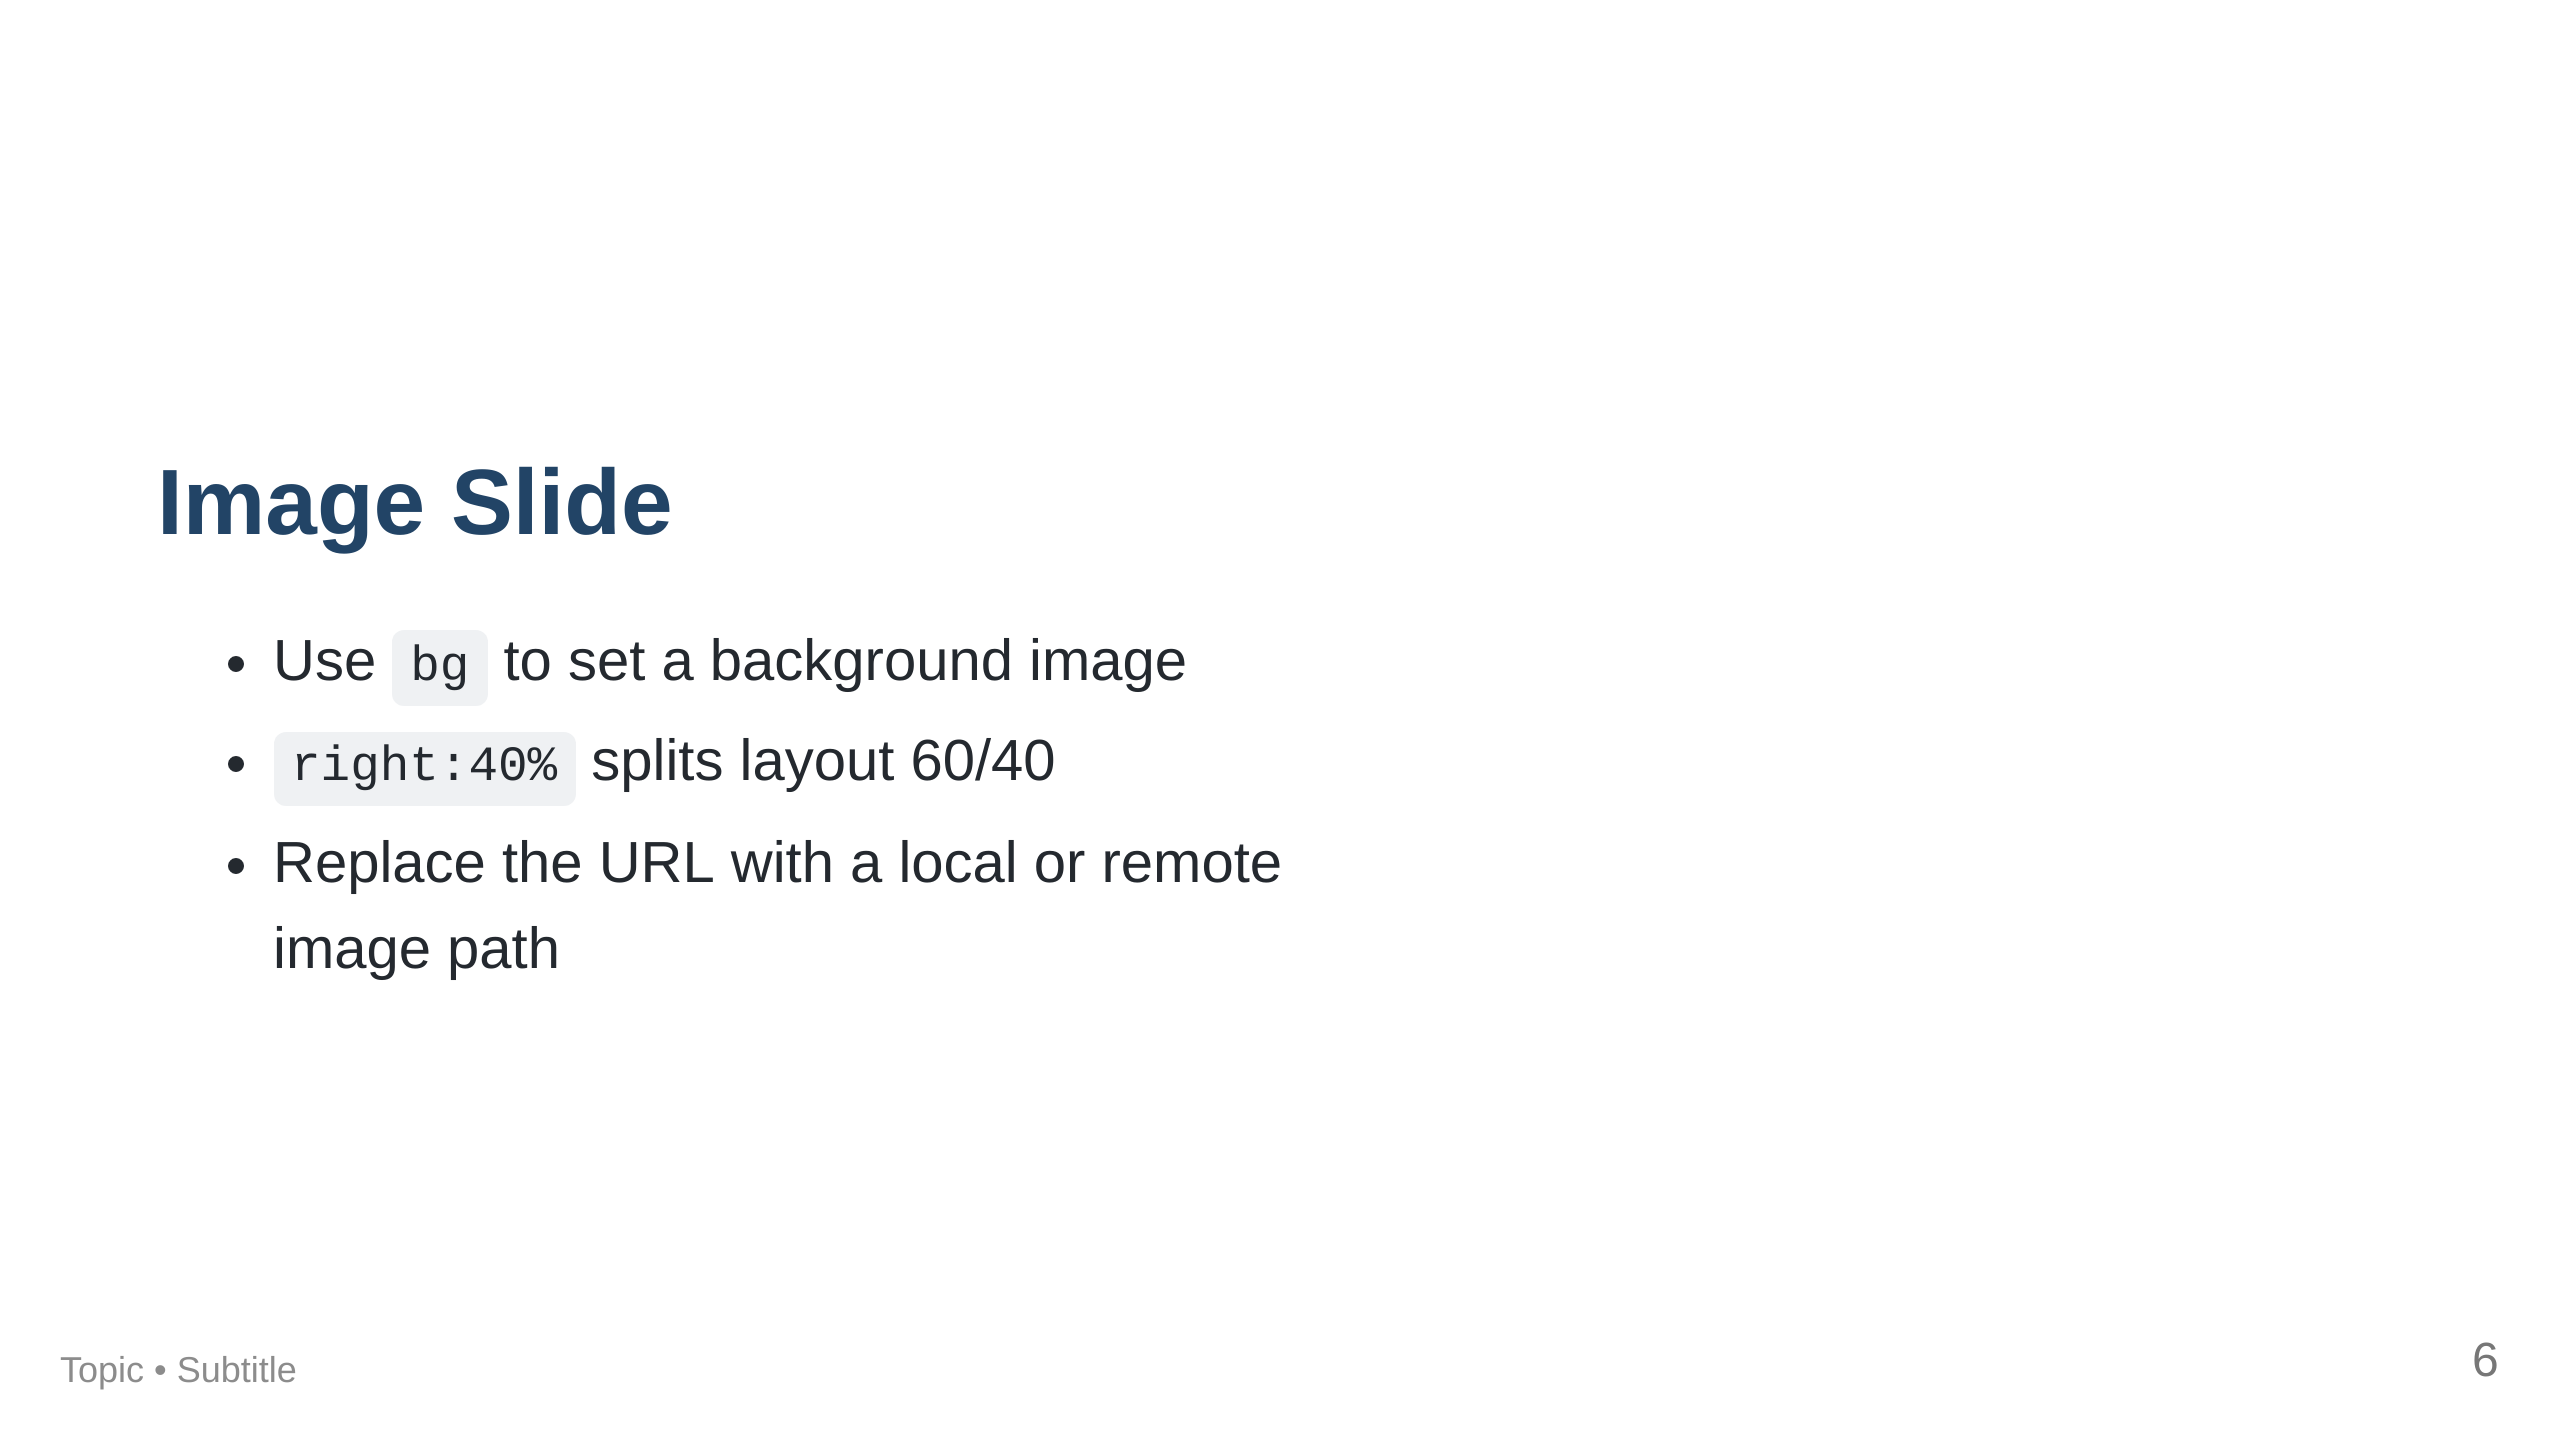 Image Slide
• Use bg to set a background image
• right:40% splits layout 60/40
• Replace the URL with a local or remote
image path
Topic • Subtitle
6